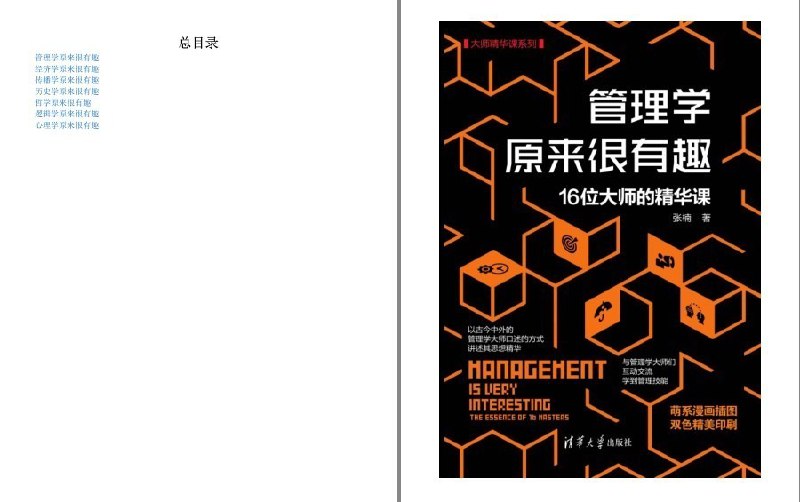 总目录
管理学原来很有趣
经济学原来很有趣
传播学原来很有趣
历史学原来很有趣
哲学原来很有趣
逻辑学原来很有趣
心理学原来很有趣
大师精华课系列
管理学
原来很有趣
16位大师的精华课
张楠 著
以古今中外的
管理学大师口述的方式
讲述其思想精华
与管理学大师们
互动交流
学到管理技能
MANAGEMENT
IS VERY
INTERESTING
THE ESSENCE OF 16 MASTERS
萌系漫画插图
双色精美印刷
清华大学出版社